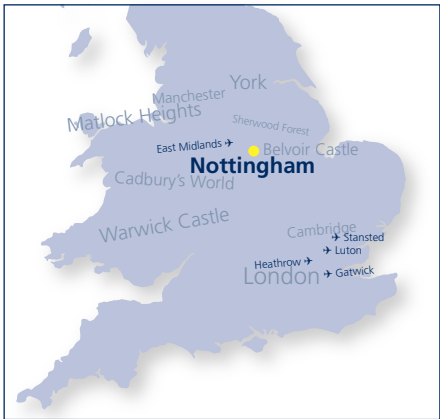 York
Manchester
Matlock Heights
Sherwood Forest
East Midlands ✈
Belvoir Castle
Nottingham
Cadbury's World
Warwick Castle
Cambridge
✈ Stansted
✈ Luton
Heathrow ✈
London
✈ Gatwick